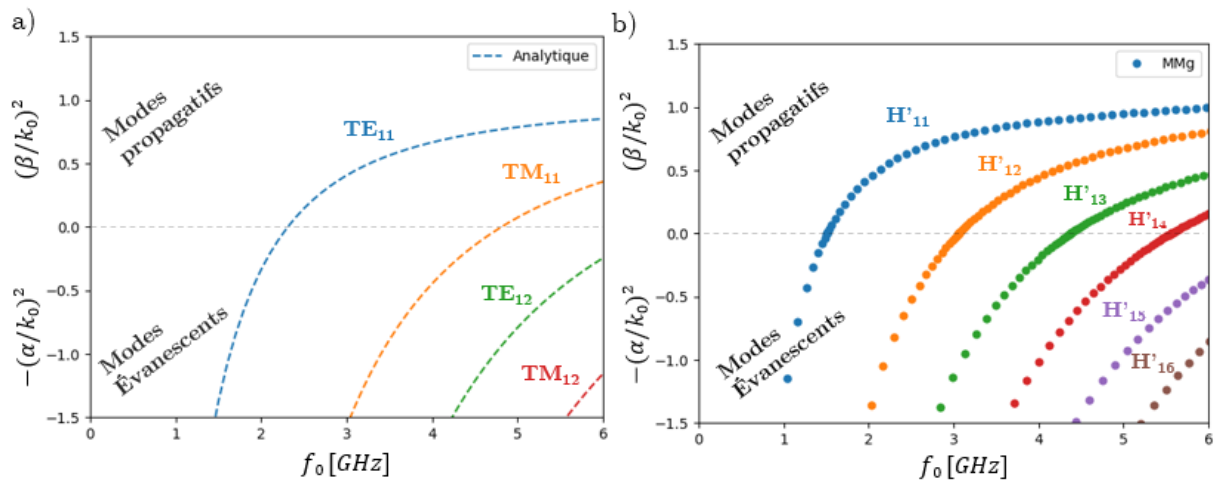 a)
1.5
1.0
0.5
0.0
−0.5
−1.0
−1.5
0
1
2
3
4
5
6
(β/k₀)²
−(α/k₀)²
Modes
propagatifs
Modes
Évanescents
Analytique
TE₁₁
TM₁₁
TE₁₂
TM₁₂
f₀ [GHz]
b)
1.5
1.0
0.5
0.0
−0.5
−1.0
−1.5
0
1
2
3
4
5
6
(β/k₀)²
−(α/k₀)²
Modes
propagatifs
Modes
Évanescents
MMg
H'₁₁
H'₁₂
H'₁₃
H'₁₄
H'₁₅
H'₁₆
f₀ [GHz]